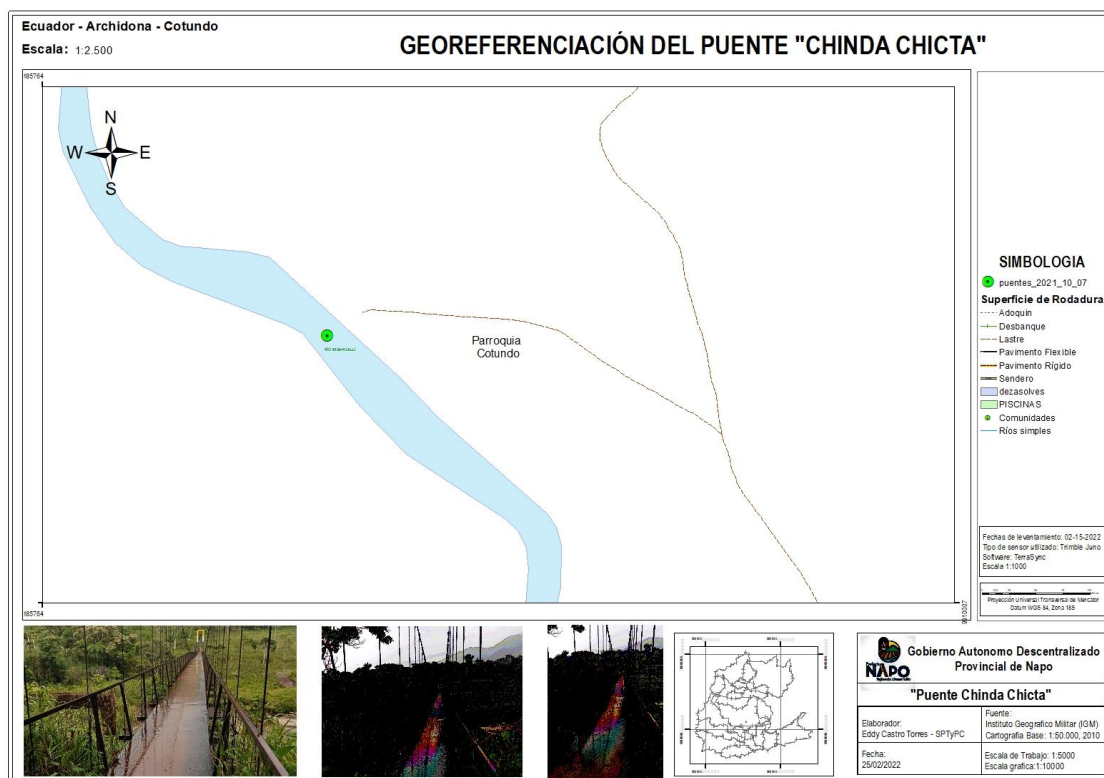 Ecuador - Archidona - Cotundo
Escala: 1:2.500
GEOREFERENCIACIÓN DEL PUENTE "CHINDA CHICTA"
185764
N
W E
S
Parroquia
Cotundo
185764
9910007
SIMBOLOGIA
puentes_2021_10_07
Superficie de Rodadura
Adoquin
Desbanque
Lastre
Pavimento Flexible
Pavimento Rígido
Sendero
dezasolves
PISCINAS
Comunidades
Ríos simples
Fechas de levantamiento: 02-15-2022
Tipo de sensor utilizado: Trimble Juno
Software: TerraSync
Escala 1:1000
Proyección Universal Transversal de Mercator
Datum WGS 84, Zona 18S
NAPO
Gobierno Autonomo Descentralizado
Provincial de Napo
"Puente Chinda Chicta"
Elaborador:
Eddy Castro Torres - SPTyPC
Fuente:
Instituto Geografico Militar (IGM)
Cartografia Base: 1:50.000, 2010
Fecha:
25/02/2022
Escala de Trabajo: 1:5000
Escala grafica:1:10000